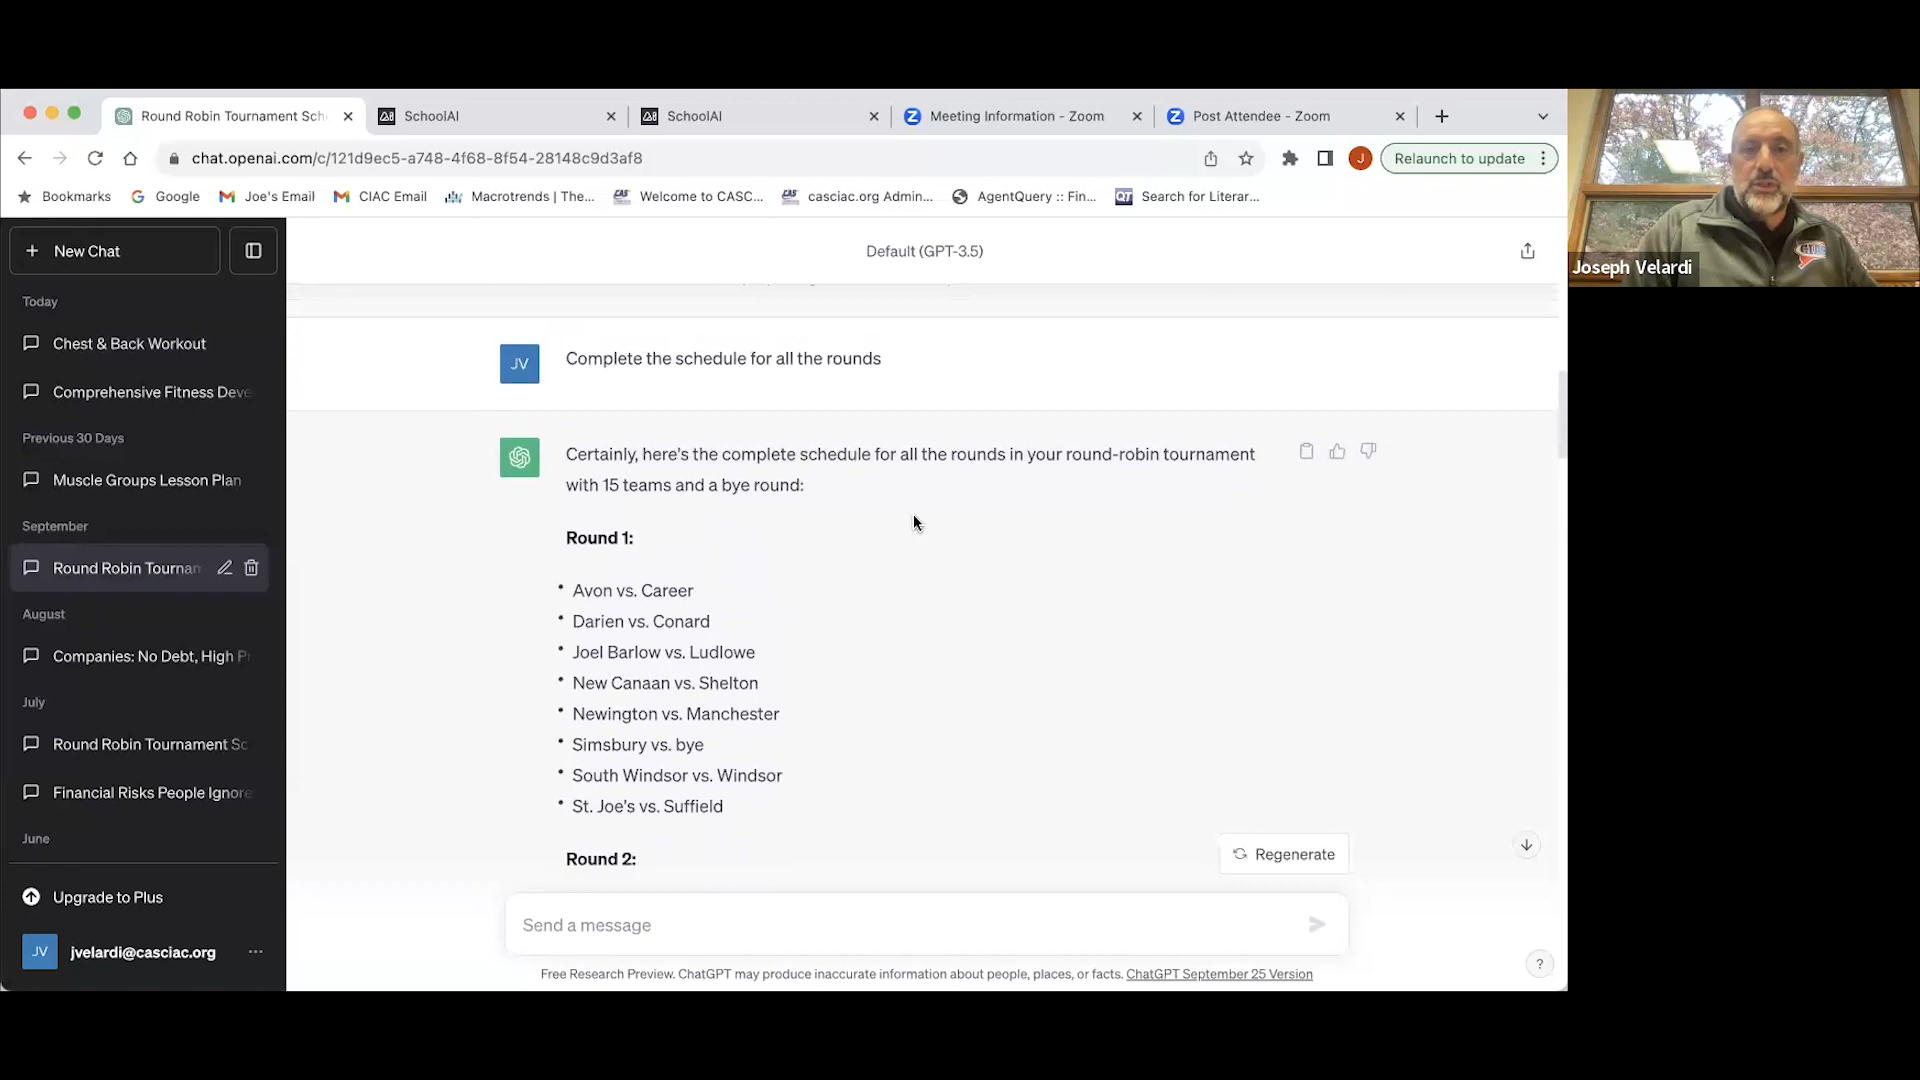 Round Robin Tournament Sch
SchoolAI
SchoolAI
Meeting Information - Zoom
Post Attendee - Zoom
chat.openai.com/c/121d9ec5-a748-4f68-8f54-28148c9d3af8
J
Relaunch to update
Bookmarks
Google
Joe's Email
CIAC Email
Macrotrends | The...
Welcome to CASC...
casciac.org Admin...
AgentQuery :: Fin...
QT
Search for Literar...
New Chat
Today
Chest & Back Workout
Comprehensive Fitness Deve
Previous 30 Days
Muscle Groups Lesson Plan
September
Round Robin Tournam
August
Companies: No Debt, High P
July
Round Robin Tournament Sc
Financial Risks People Ignore
June
Upgrade to Plus
JV
jvelardi@casciac.org
Default (GPT-3.5)
JV
Complete the schedule for all the rounds
Certainly, here's the complete schedule for all the rounds in your round-robin tournament
with 15 teams and a bye round:
Round 1:
• Avon vs. Career
• Darien vs. Conard
• Joel Barlow vs. Ludlowe
• New Canaan vs. Shelton
• Newington vs. Manchester
• Simsbury vs. bye
• South Windsor vs. Windsor
• St. Joe's vs. Suffield
Round 2:
Regenerate
Send a message
Free Research Preview. ChatGPT may produce inaccurate information about people, places, or facts. ChatGPT September 25 Version
?
Joseph Velardi